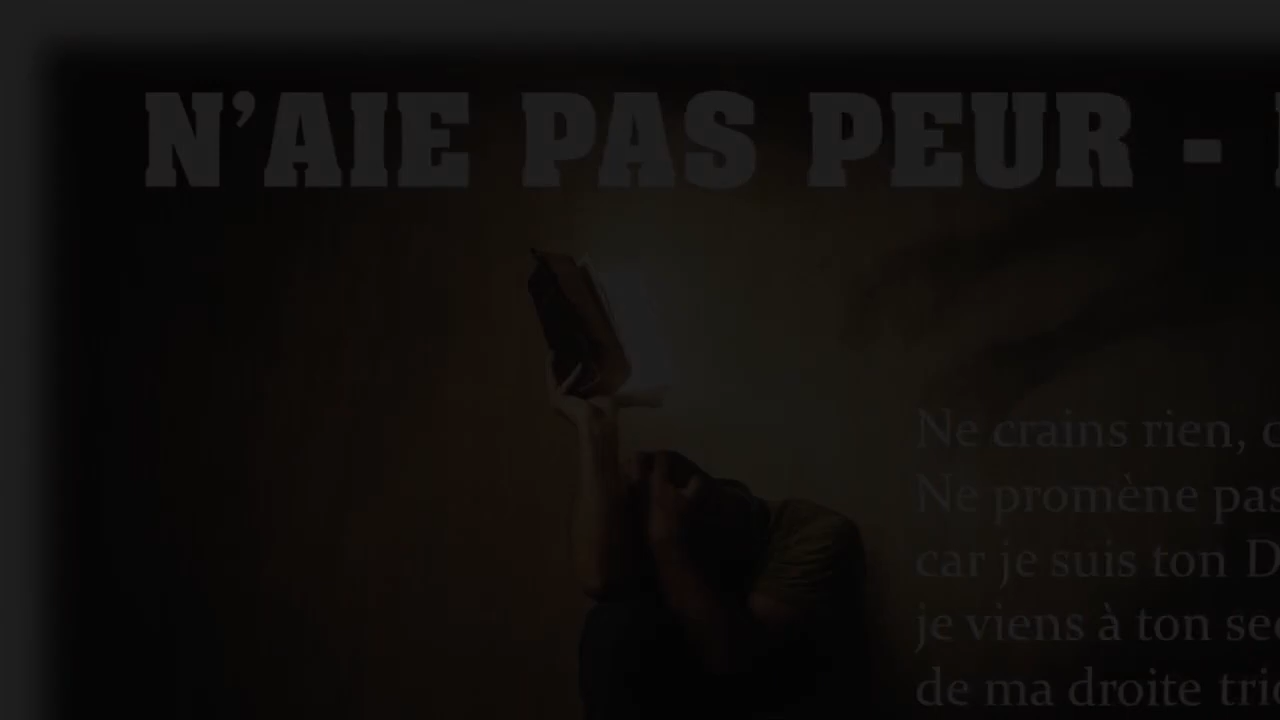 N'AIE PAS PEUR -
Ne crains rien,
Ne promène pas
car je suis ton
je viens à ton
de ma droite